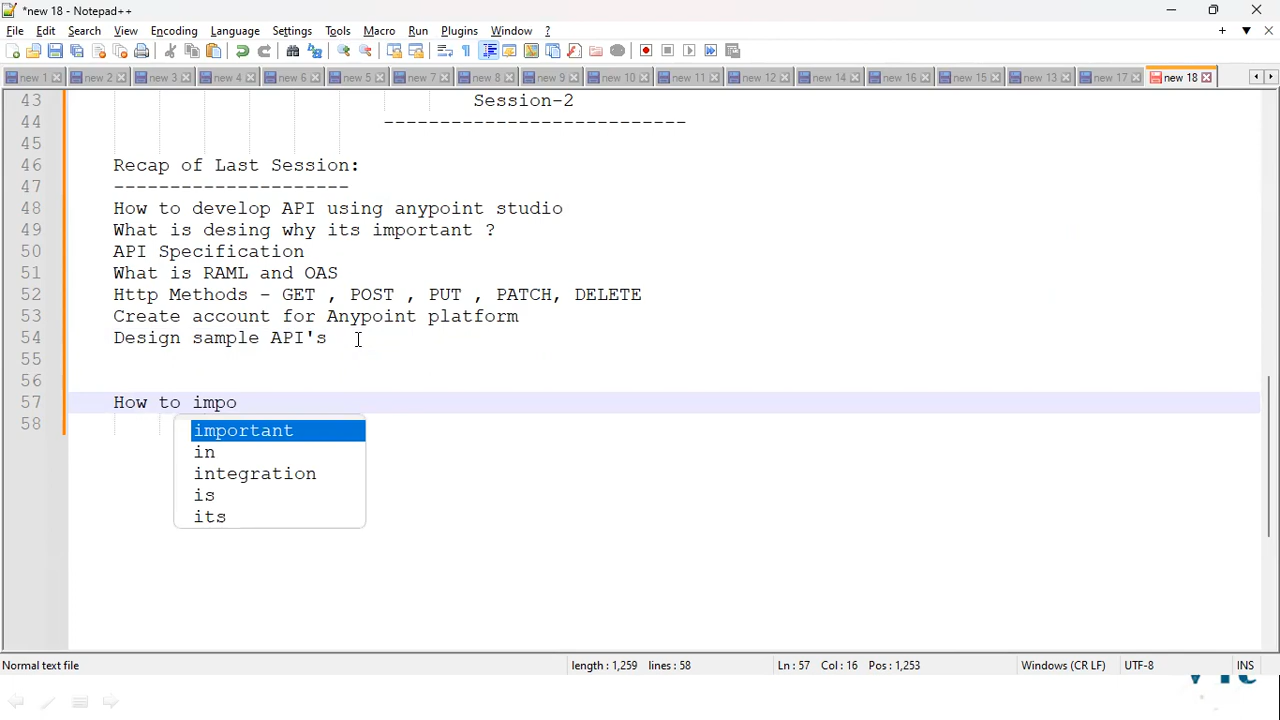 *new 18 - Notepad++
File Edit Search View Encoding Language Settings Tools Macro Run Plugins Window ?
new 1 new 2 new 3 new 4 new 6 new 5 new 7 new 8 new 9 new 10 new 11 new 12 new 14 new 16 new 15 new 13 new 17 new 18
43 Session-2
44 ---------------------------
45
46 Recap of Last Session:
47 ---------------------
48 How to develop API using anypoint studio
49 What is desing why its important ?
50 API Specification
51 What is RAML and OAS
52 Http Methods - GET , POST , PUT , PATCH, DELETE
53 Create account for Anypoint platform
54 Design sample API's
55
56
57 How to impo
58
important
in
integration
is
its
Normal text file length : 1,259 lines : 58 Ln : 57 Col : 16 Pos : 1,253 Windows (CR LF) UTF-8 INS